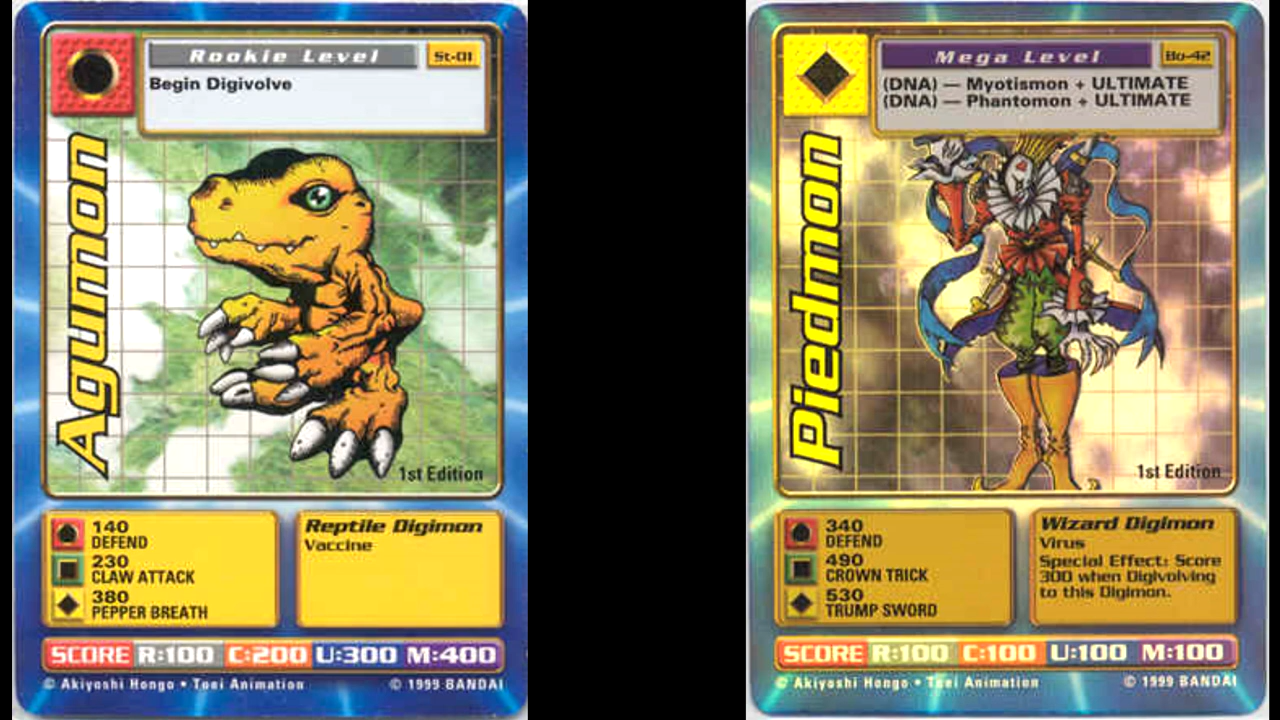 Rookie Level
St-01
Begin Digivolve
Agumon
1st Edition
140
DEFEND
230
CLAW ATTACK
380
PEPPER BREATH
Reptile Digimon
Vaccine
SCORE R:100 C:200 U:300 M:400
© Akiyoshi Hongo • Toei Animation © 1999 BANDAI
Mega Level
Bo-42
(DNA) — Myotismon + ULTIMATE
(DNA) — Phantomon + ULTIMATE
Piedmon
1st Edition
340
DEFEND
490
CROWN TRICK
530
TRUMP SWORD
Wizard Digimon
Virus
Special Effect: Score
300 when Digivolving
to this Digimon.
SCORE R:100 C:100 U:100 M:100
© Akiyoshi Hongo • Toei Animation © 1999 BANDAI